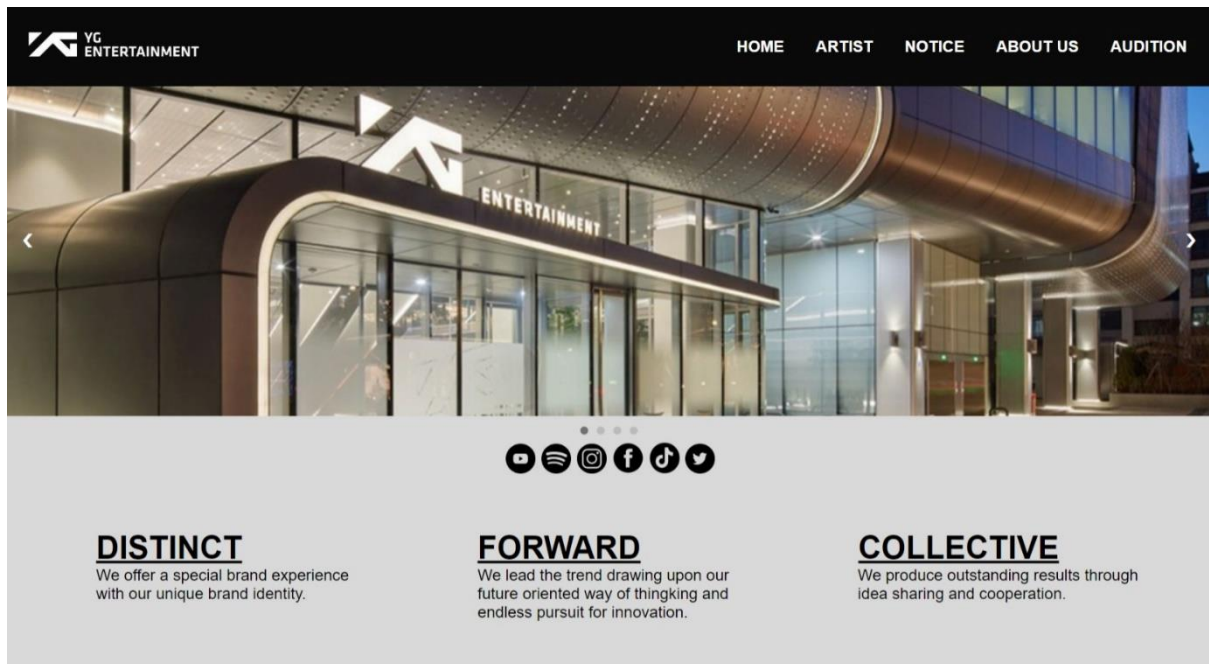 YG
ENTERTAINMENT
HOME ARTIST NOTICE ABOUT US AUDITION
YG
ENTERTAINMENT
DISTINCT
We offer a special brand experience
with our unique brand identity.
FORWARD
We lead the trend drawing upon our
future oriented way of thingking and
endless pursuit for innovation.
COLLECTIVE
We produce outstanding results through
idea sharing and cooperation.